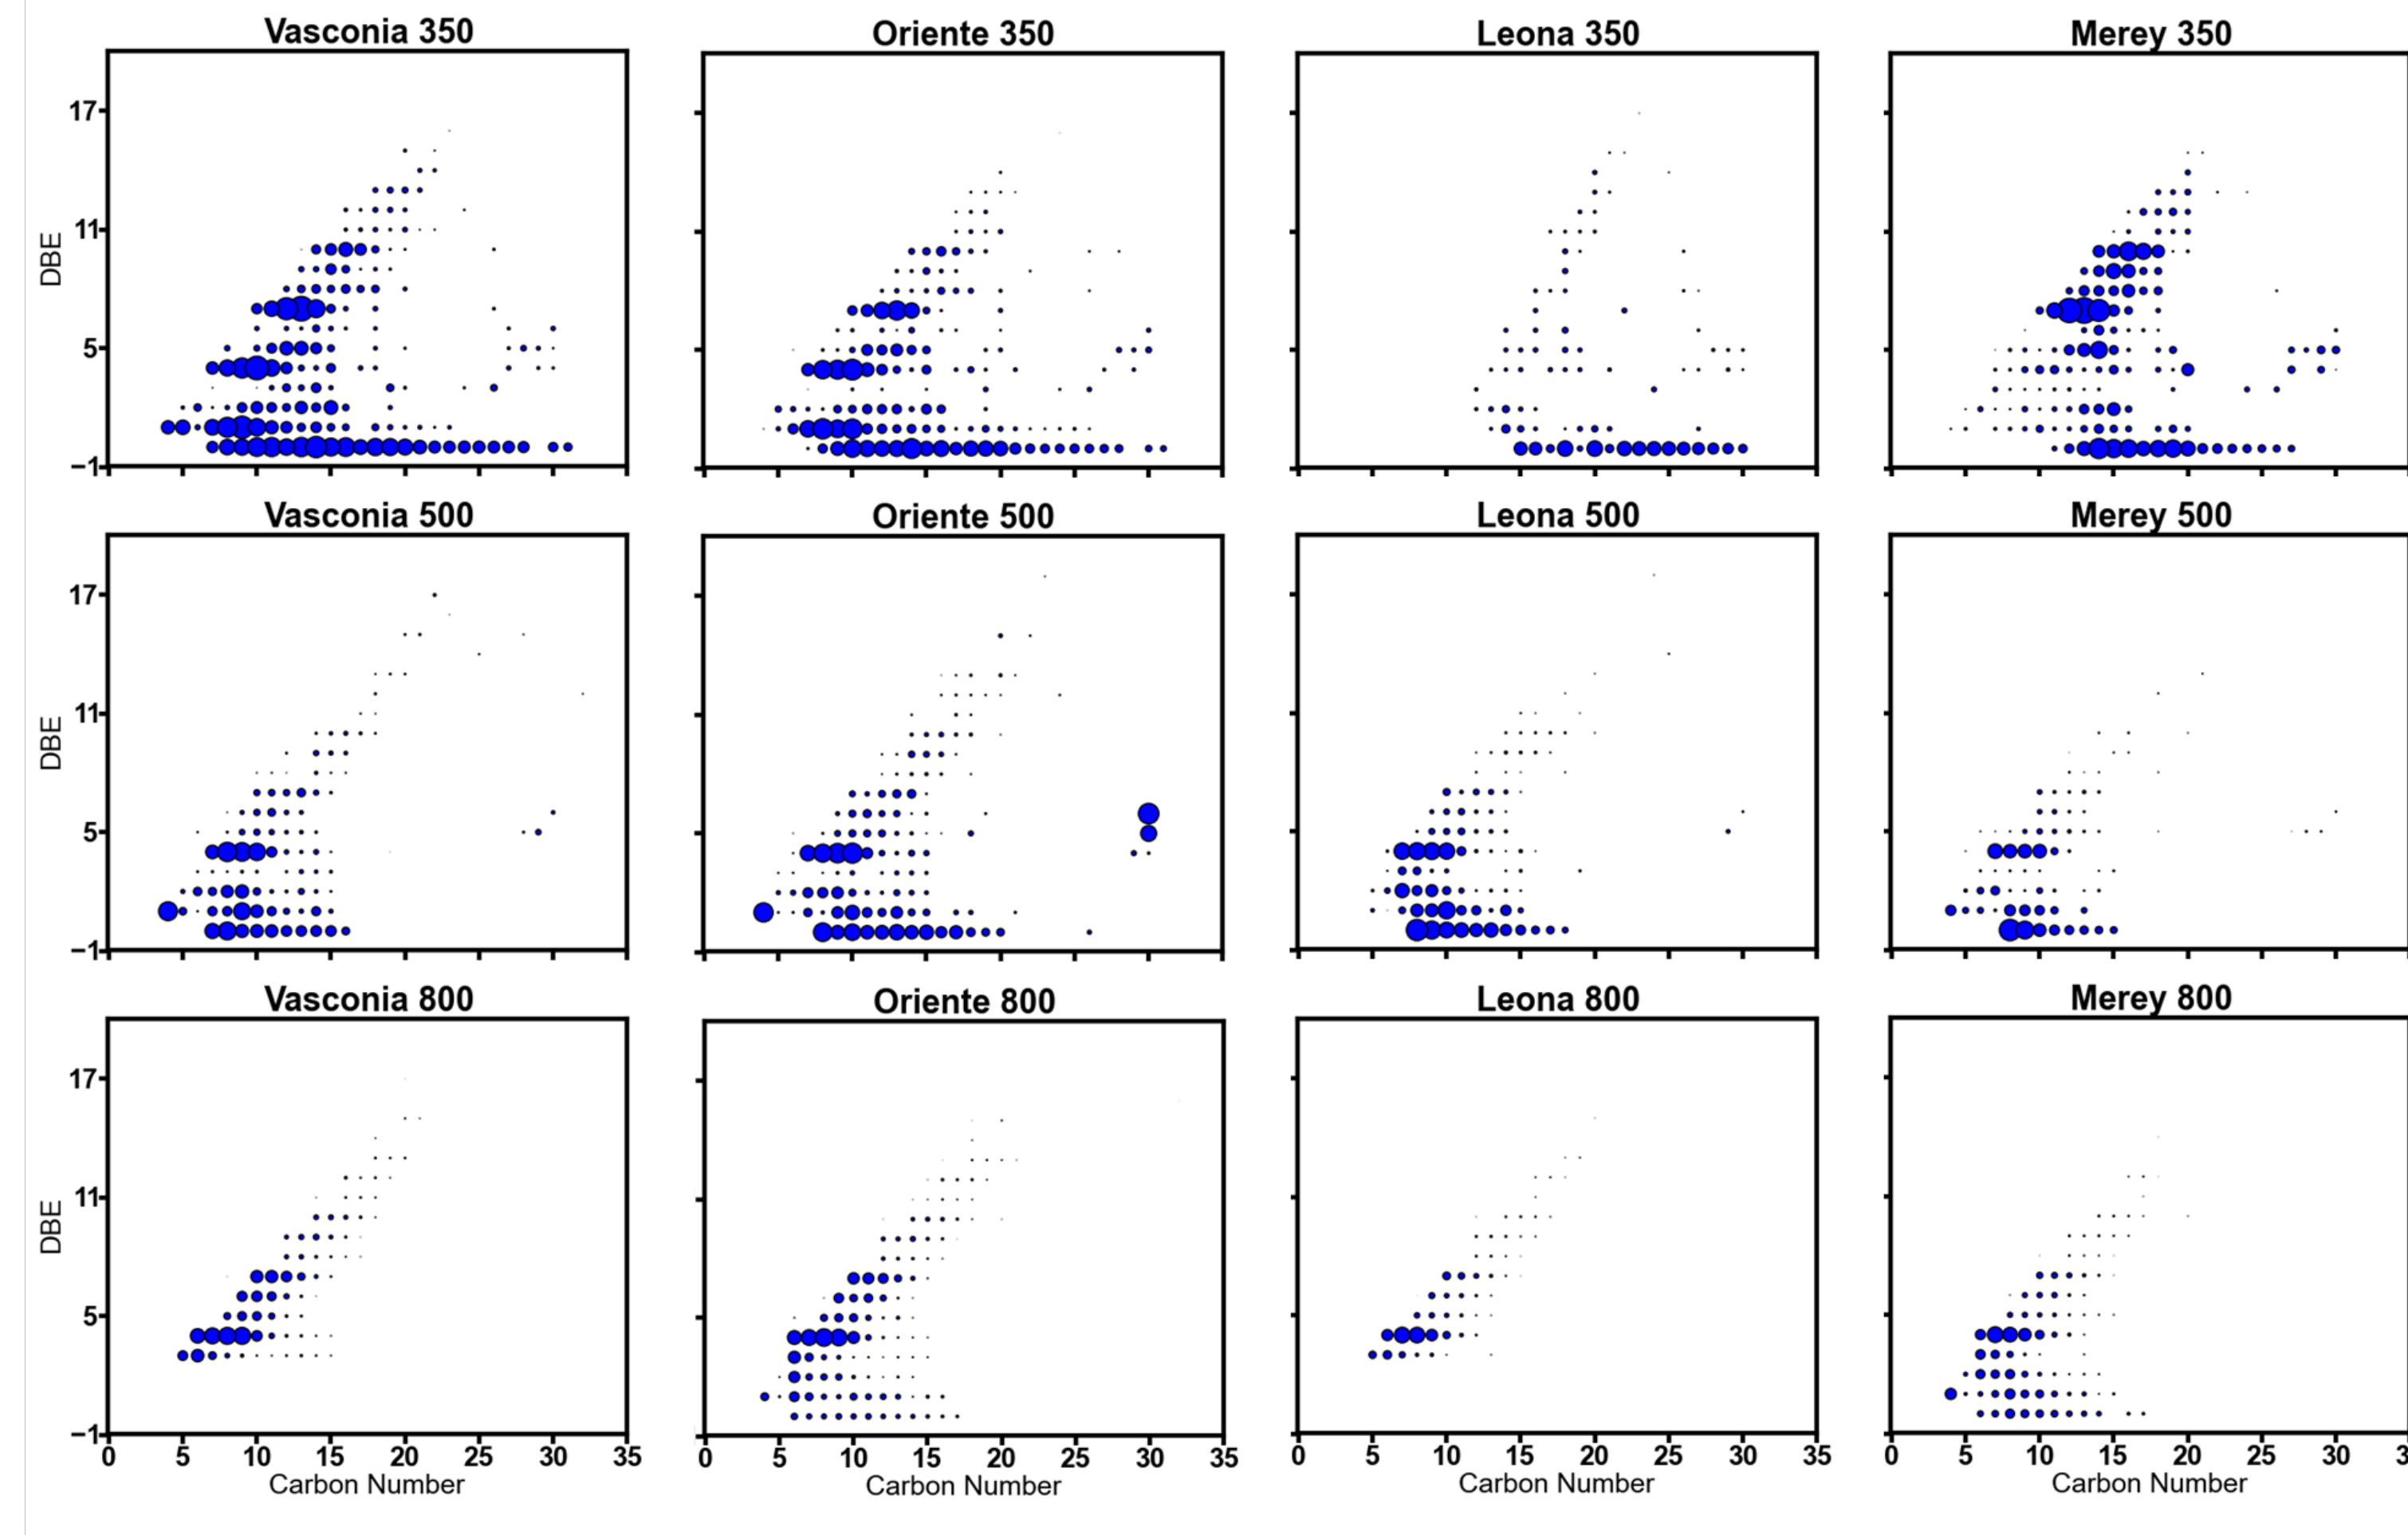 Vasconia 350 Oriente 350 Leona 350 Merey 350
17
11
DBE
5
−1
Vasconia 500 Oriente 500 Leona 500 Merey 500
17
11
DBE
5
−1
Vasconia 800 Oriente 800 Leona 800 Merey 800
17
11
DBE
5
−1
0 5 10 15 20 25 30 35 0 5 10 15 20 25 30 35 0 5 10 15 20 25 30 35 0 5 10 15 20 25 30
Carbon Number Carbon Number Carbon Number Carbon Number